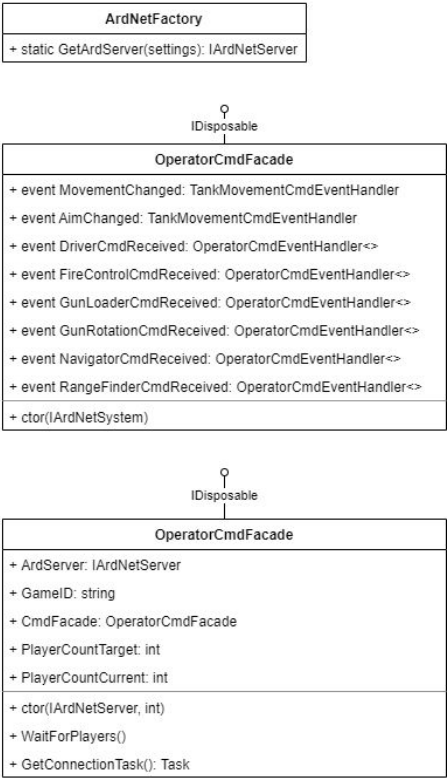 ArdNetFactory
+ static GetArdServer(settings): IArdNetServer
IDisposable
OperatorCmdFacade
+ event MovementChanged: TankMovementCmdEventHandler
+ event AimChanged: TankMovementCmdEventHandler
+ event DriverCmdReceived: OperatorCmdEventHandler<>
+ event FireControlCmdReceived: OperatorCmdEventHandler<>
+ event GunLoaderCmdReceived: OperatorCmdEventHandler<>
+ event GunRotationCmdReceived: OperatorCmdEventHandler<>
+ event NavigatorCmdReceived: OperatorCmdEventHandler<>
+ event RangeFinderCmdReceived: OperatorCmdEventHandler<>
+ ctor(IArdNetSystem)
IDisposable
OperatorCmdFacade
+ ArdServer: IArdNetServer
+ GameID: string
+ CmdFacade: OperatorCmdFacade
+ PlayerCountTarget: int
+ PlayerCountCurrent: int
+ ctor(IArdNetServer, int)
+ WaitForPlayers()
+ GetConnectionTask(): Task